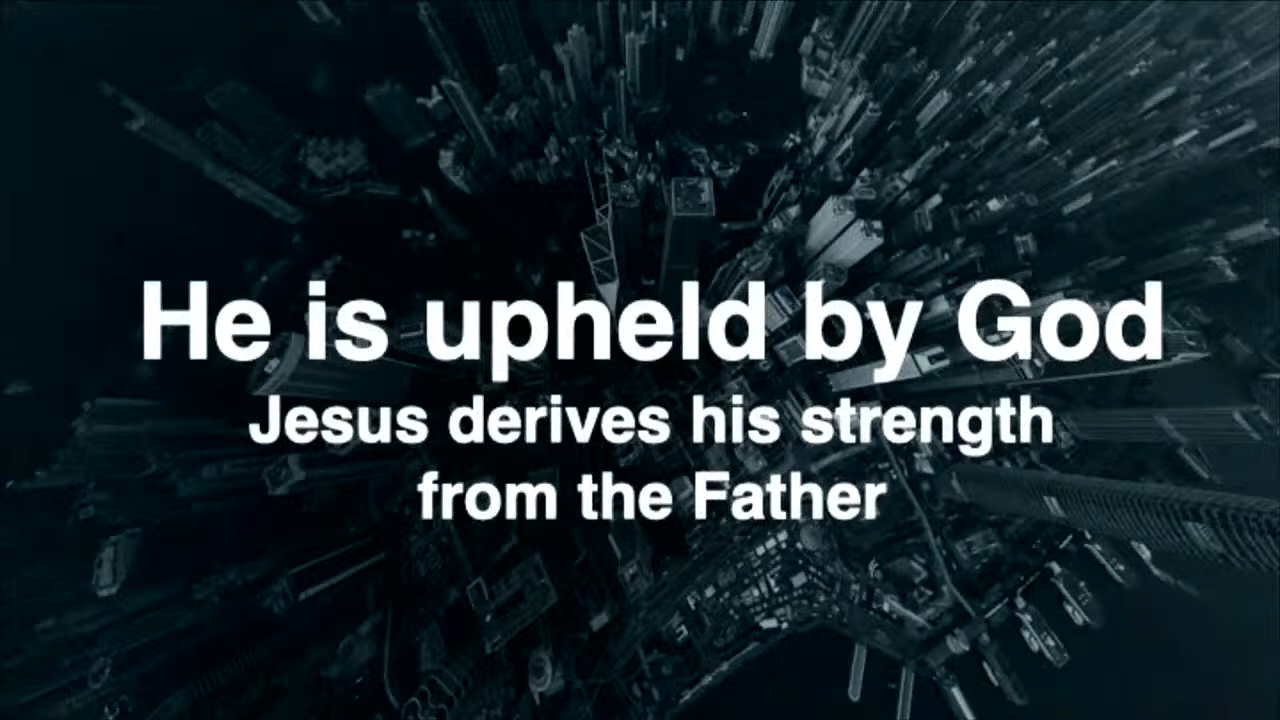 He is upheld by God
Jesus derives his strength
from the Father